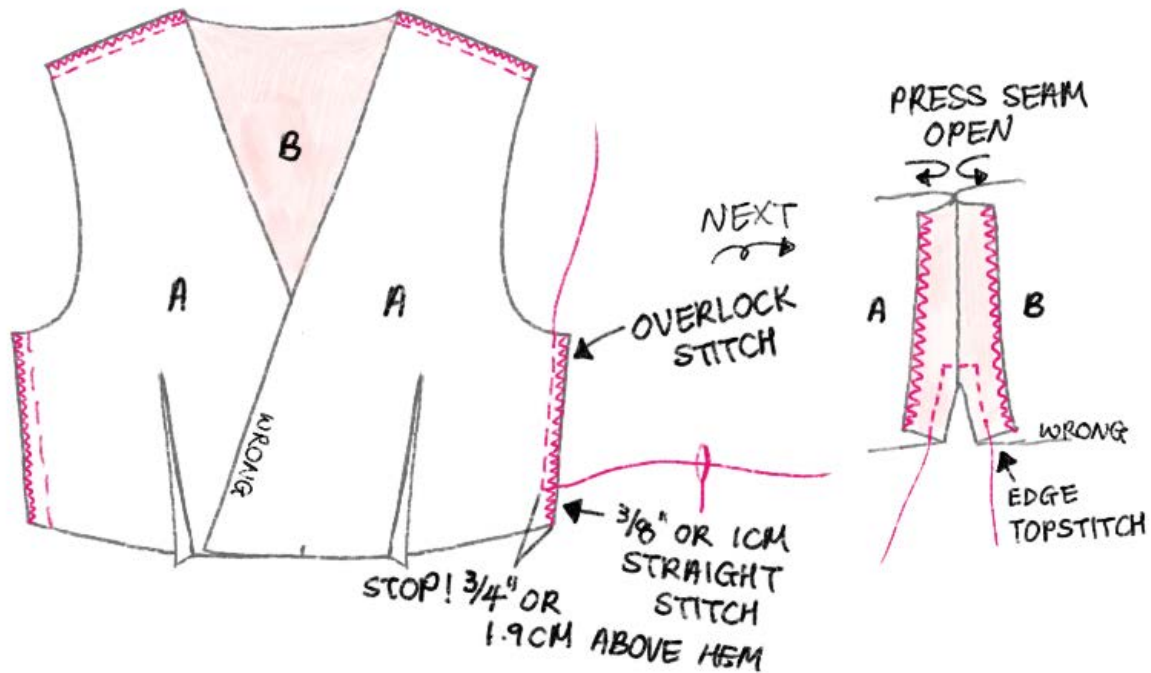 B
A
A
WRONG
STOP! 3/4" OR
1.9CM ABOVE HEM
3/8" OR 1CM
STRAIGHT
STITCH
OVERLOCK
STITCH
NEXT
PRESS SEAM
OPEN
A
B
WRONG
EDGE
TOPSTITCH